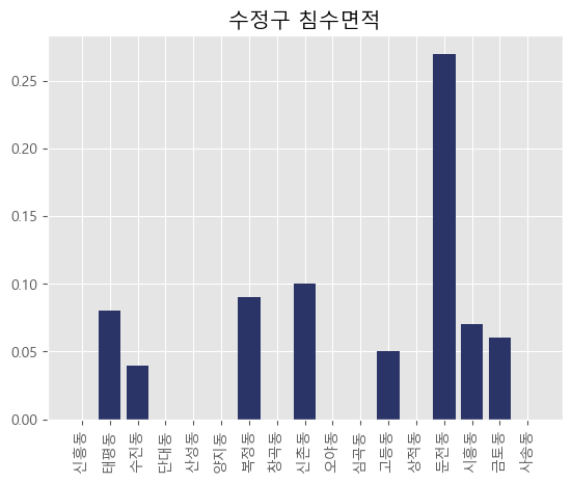 수정구 침수면적
0.25
0.20
0.15
0.10
0.05
0.00
신흥동
태평동
수진동
단대동
산성동
양지동
복정동
창곡동
신촌동
오야동
심곡동
고등동
상적동
둔전동
시흥동
금토동
사송동